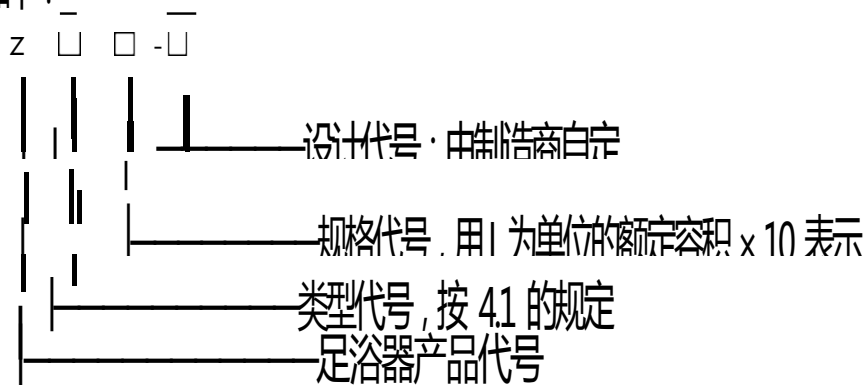 Z □ □ -□
设计代号:由制造商自定
规格代号,用l 为单位的额定容积 x 10 表示
类型代号,按 4.1 的规定
足浴器产品代号